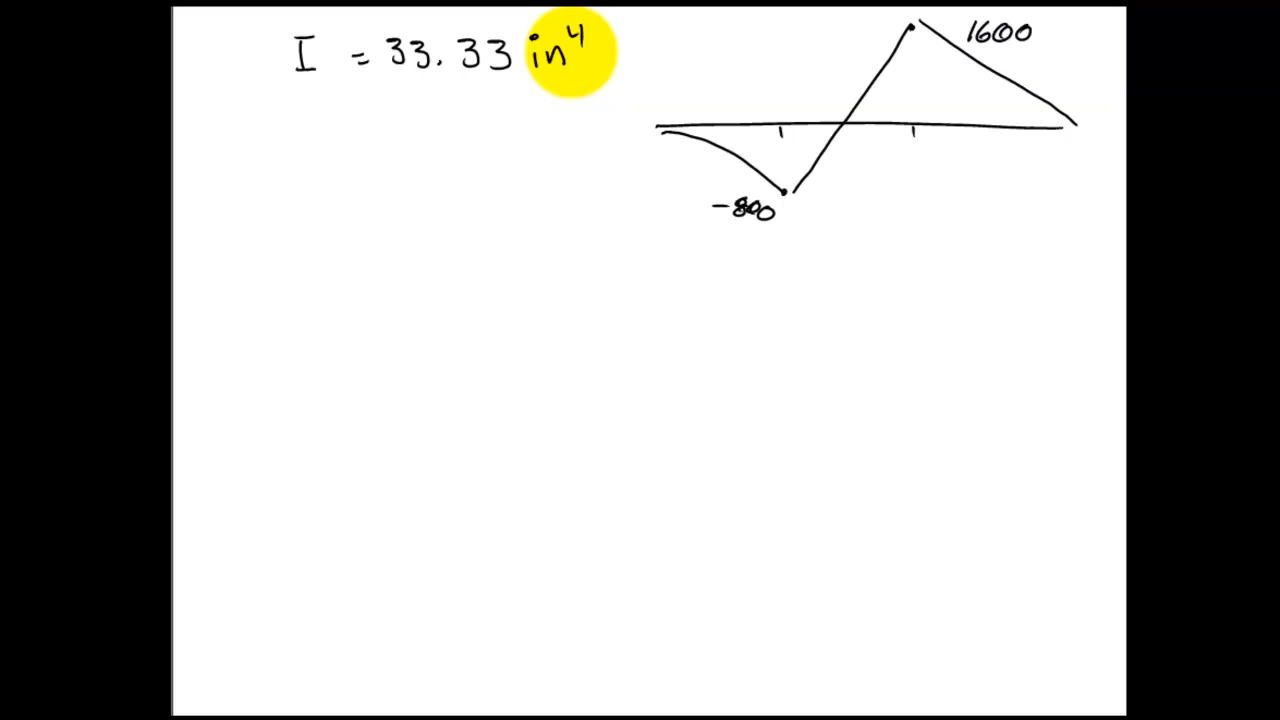 I = 33.33 in⁴
1600
-800